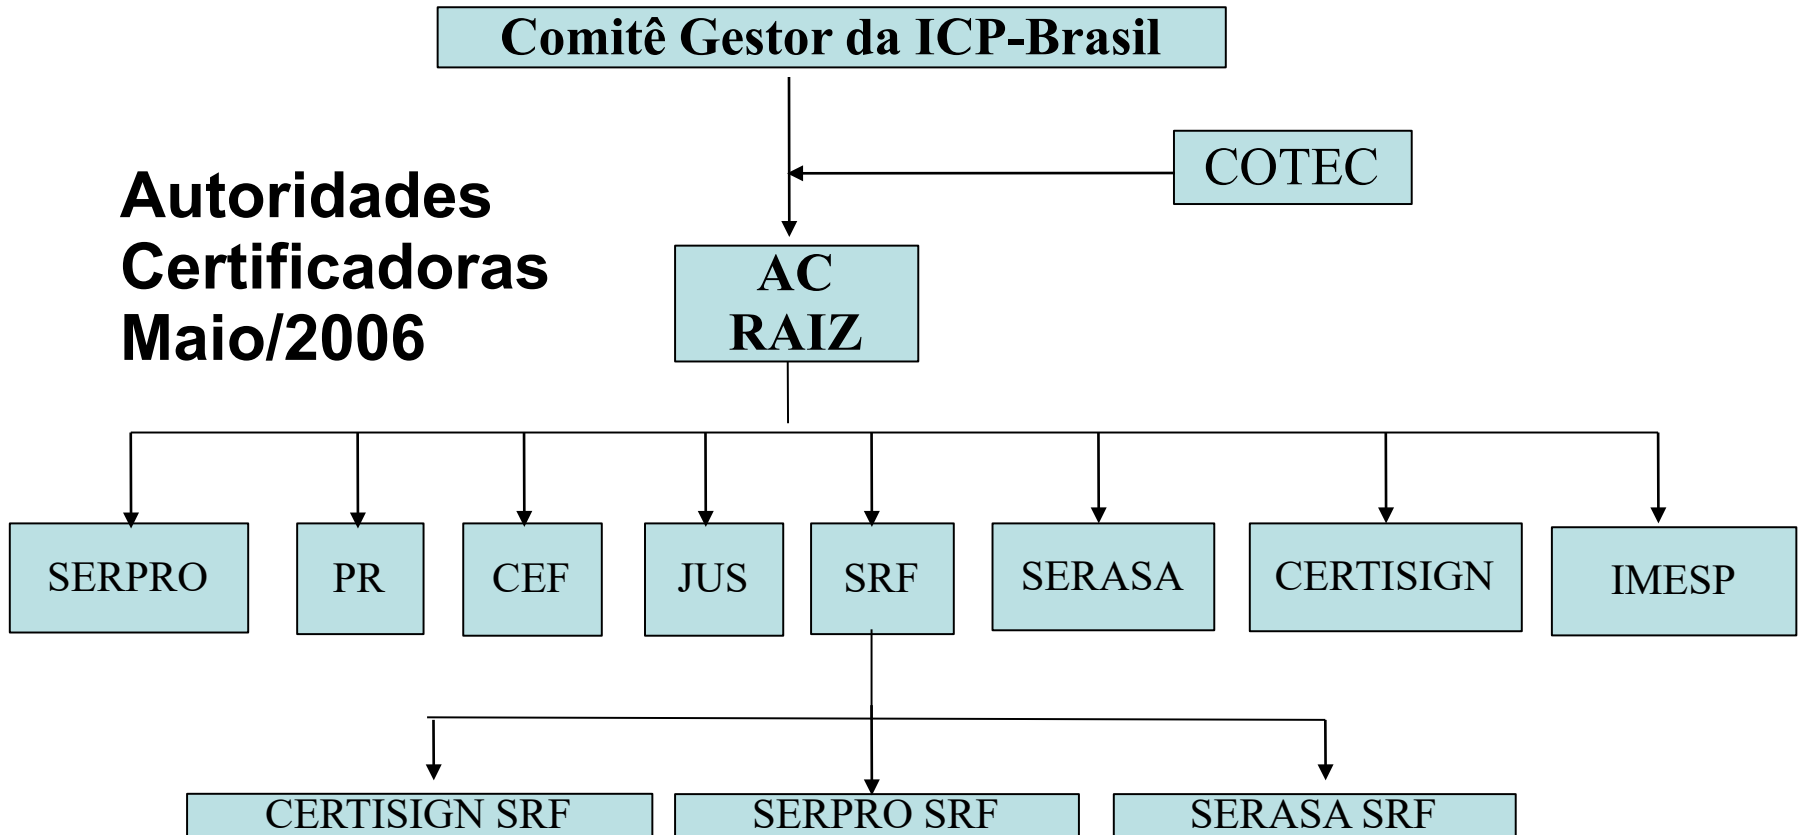 Comitê Gestor da ICP-Brasil
COTEC
Autoridades
Certificadoras
Maio/2006
AC
RAIZ
SERPRO
PR
CEF
JUS
SRF
SERASA
CERTISIGN
IMESP
CERTISIGN SRF
SERPRO SRF
SERASA SRF